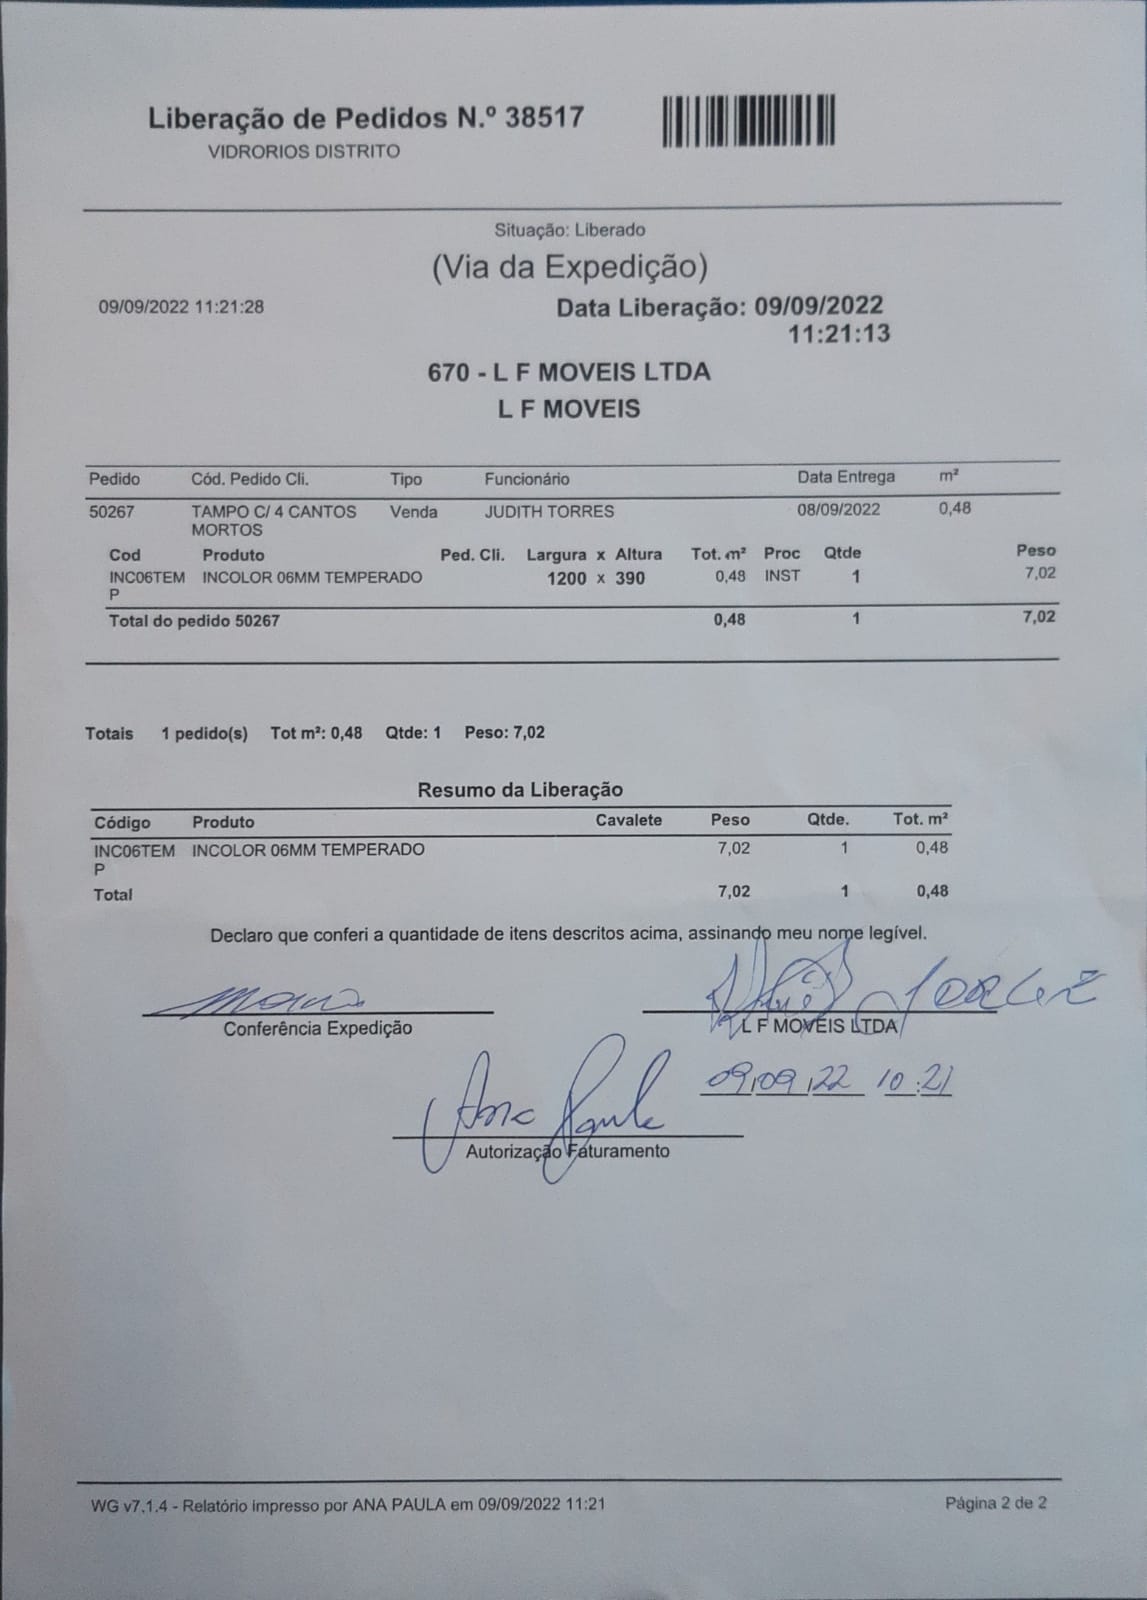 Liberação de Pedidos N.º 38517
VIDRORIOS DISTRITO
Situação: Liberado
(Via da Expedição)
09/09/2022 11:21:28
Data Liberação: 09/09/2022
11:21:13
670 - L F MOVEIS LTDA
L F MOVEIS
Pedido Cód. Pedido Cli. Tipo Funcionário Data Entrega m²
50267 TAMPO C/ 4 CANTOS Venda JUDITH TORRES 08/09/2022 0,48
MORTOS
Cod Produto Ped. Cli. Largura x Altura Tot. m² Proc Qtde Peso
INC06TEM INCOLOR 06MM TEMPERADO 1200 x 390 0,48 INST 1 7,02
P
Total do pedido 50267 0,48 1 7,02
Totais 1 pedido(s) Tot m²: 0,48 Qtde: 1 Peso: 7,02
Resumo da Liberação
Código Produto Cavalete Peso Qtde. Tot. m²
INC06TEM INCOLOR 06MM TEMPERADO 7,02 1 0,48
P
Total 7,02 1 0,48
Declaro que conferi a quantidade de itens descritos acima, assinando meu nome legível.
JORGE
Conferência Expedição L F MOVEIS LTDA
09/09/22 10:21
Ana Paula
Autorização Faturamento
WG v7.1.4 - Relatório impresso por ANA PAULA em 09/09/2022 11:21 Página 2 de 2